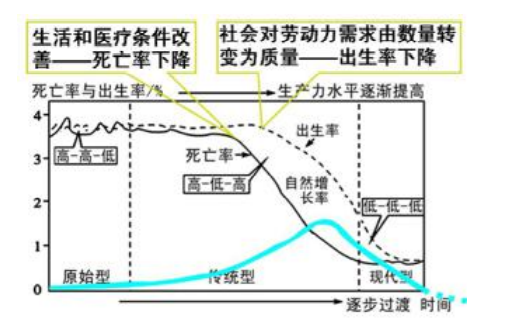 生活和医疗条件改
善——死亡率下降
社会对劳动力需求由数量转
变为质量——出生率下降
死亡率与出生率/% 生产力水平逐渐提高
4
3
2
1
0
高-高-低
死亡率
出生率
高-低-高
自然增
长率
低-低-低
原始型 传统型 现代型
逐步过渡 时间